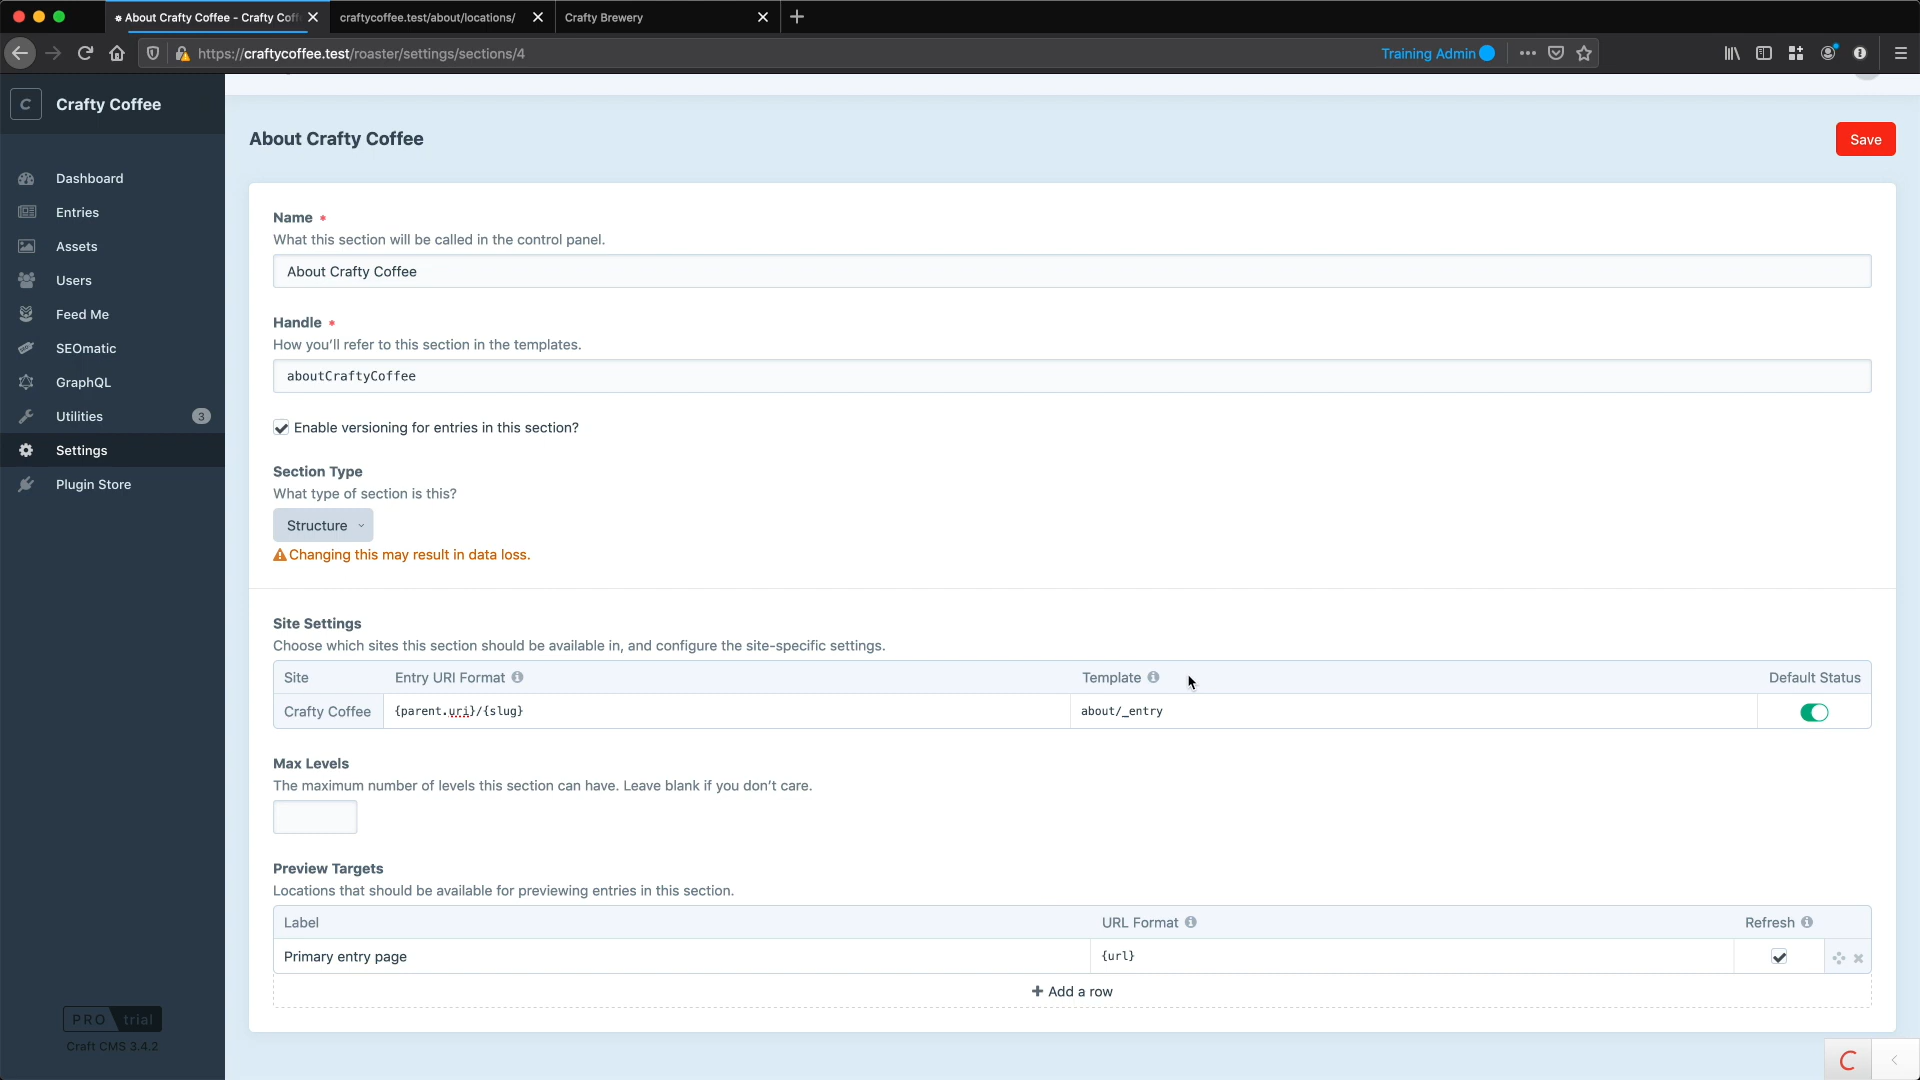 About Crafty Coffee - Crafty Coff
craftycoffee.test/about/locations/
Crafty Brewery
https://craftycoffee.test/roaster/settings/sections/4
Training Admin
C
Crafty Coffee
Dashboard
Entries
Assets
Users
Feed Me
SEOmatic
GraphQL
Utilities
3
Settings
Plugin Store
PRO trial
Craft CMS 3.4.2
About Crafty Coffee
Save
Name *
What this section will be called in the control panel.
About Crafty Coffee
Handle *
How you'll refer to this section in the templates.
aboutCraftyCoffee
Enable versioning for entries in this section?
Section Type
What type of section is this?
Structure
Changing this may result in data loss.
Site Settings
Choose which sites this section should be available in, and configure the site-specific settings.
Site
Entry URI Format
Template
Default Status
Crafty Coffee
{parent.uri}/{slug}
about/_entry
Max Levels
The maximum number of levels this section can have. Leave blank if you don't care.
Preview Targets
Locations that should be available for previewing entries in this section.
Label
URL Format
Refresh
Primary entry page
{url}
+ Add a row